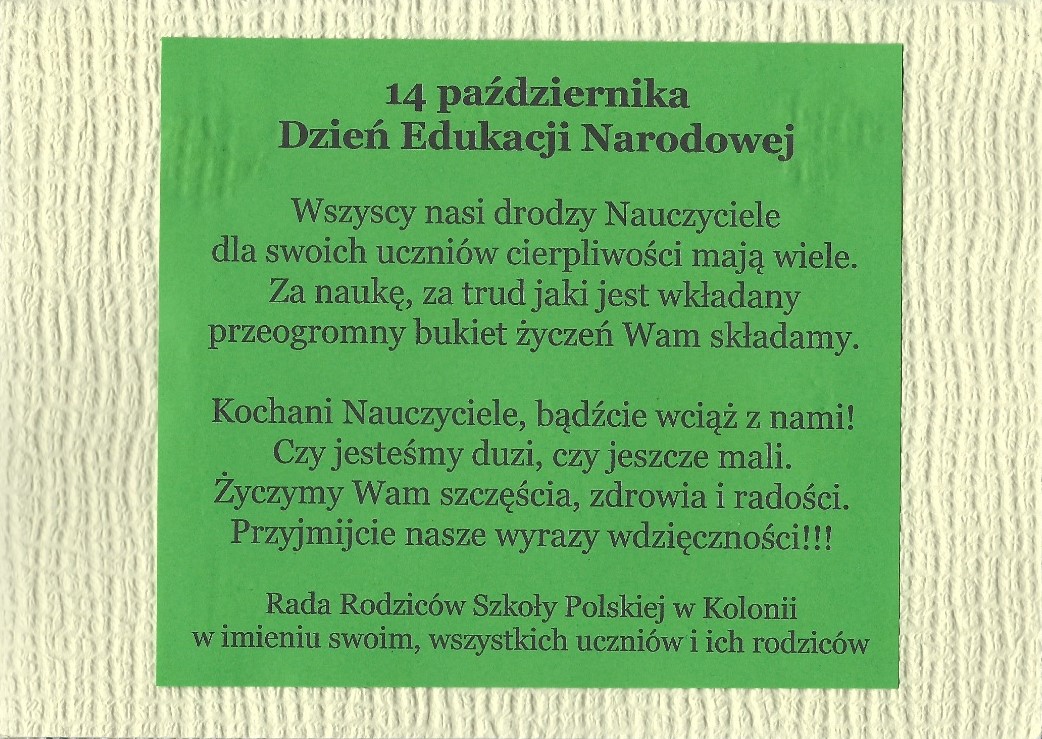 14 października
Dzień Edukacji Narodowej
Wszyscy nasi drodzy Nauczyciele
dla swoich uczniów cierpliwości mają wiele.
Za naukę, za trud jaki jest wkładany
przeogromny bukiet życzeń Wam składamy.
Kochani Nauczyciele, bądźcie wciąż z nami!
Czy jesteśmy duzi, czy jeszcze mali.
Życzymy Wam szczęścia, zdrowia i radości.
Przyjmijcie nasze wyrazy wdzięczności!!!
Rada Rodziców Szkoły Polskiej w Kolonii
w imieniu swoim, wszystkich uczniów i ich rodziców